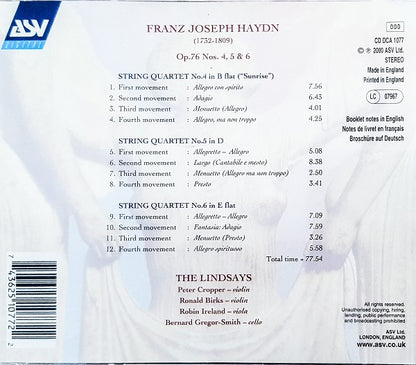 ASV
DIGITAL
FRANZ JOSEPH HAYDN
(1732-1809)
Op.76 Nos. 4, 5 & 6
DDD
CD DCA 1077
© ℗ 2000 ASV Ltd.
STEREO
Made in England
Printed in England
LC 07967
Booklet notes in English
Notes de livret en français
Broschüre auf Deutsch
STRING QUARTET No.4 in B flat ("Sunrise")
1. First movement : Allegro con spirito 7.56
2. Second movement : Adagio 6.43
3. Third movement : Menuetto (Allegro) 4.01
4. Fourth movement : Allegro, ma non troppo 4.25
STRING QUARTET No.5 in D
5. First movement : Allegretto – Allegro 5.08
6. Second movement : Largo (Cantabile e mesto) 8.38
7. Third movement : Menuetto (Allegro ma non troppo) 2.50
8. Fourth movement : Presto 3.41
STRING QUARTET No.6 in E flat
9. First movement : Allegretto – Allegro 7.09
10. Second movement : Fantasia: Adagio 7.59
11. Third movement : Menuetto (Presto) 3.26
12. Fourth movement : Allegro spirituoso 5.58
Total time = 77.54
THE LINDSAYS
Peter Cropper – violin
Ronald Birks – violin
Robin Ireland – viola
Bernard Gregor-Smith – cello
7 43625 10772 2
All rights reserved.
Unauthorised copying, hiring,
lending, public performance
and broadcasting prohibited.
ASV Ltd.
LONDON, ENGLAND
www.asv.co.uk